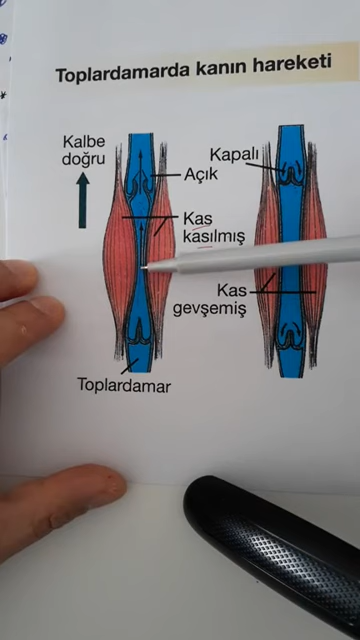 Toplardamarda kanın hareketi
Kalbe
doğru
Açık
Kas
kasılmış
Toplardamar
Kapalı
Kas
gevşemiş